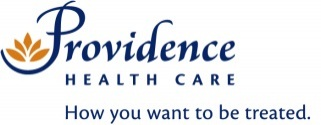 Providence
HEALTH CARE
How you want to be treated.